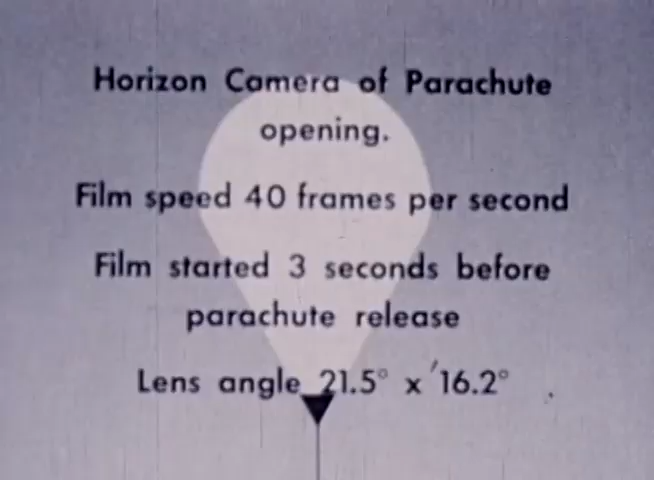 Horizon Camera of Parachute
opening.
Film speed 40 frames per second
Film started 3 seconds before
parachute release
Lens angle 21.5° x 16.2°